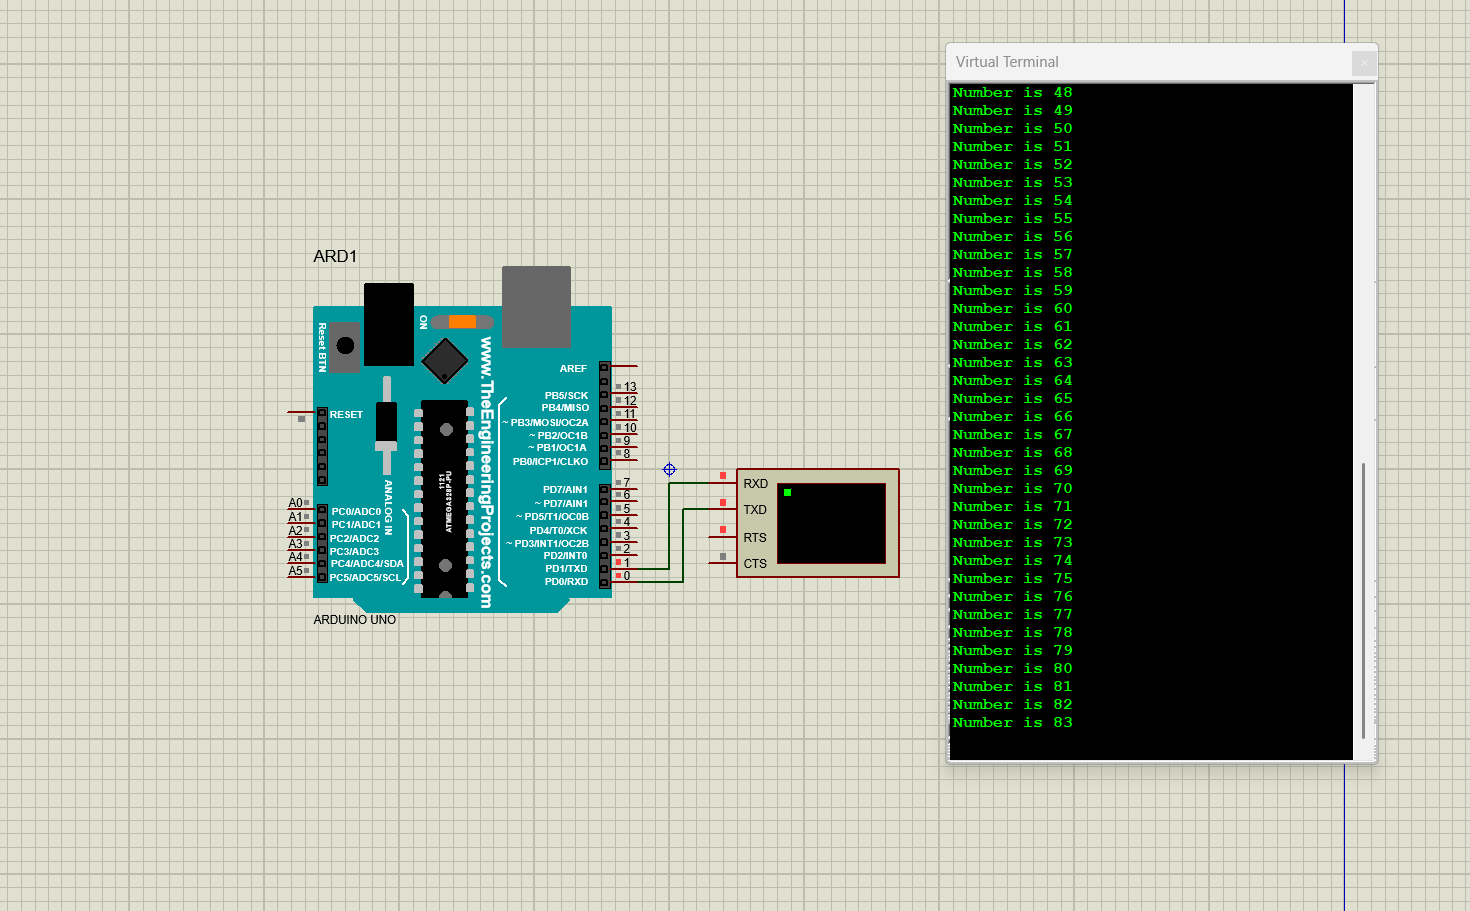 Virtual Terminal
×
Number is 48
Number is 49
Number is 50
Number is 51
Number is 52
Number is 53
Number is 54
Number is 55
Number is 56
Number is 57
Number is 58
Number is 59
Number is 60
Number is 61
Number is 62
Number is 63
Number is 64
Number is 65
Number is 66
Number is 67
Number is 68
Number is 69
Number is 70
Number is 71
Number is 72
Number is 73
Number is 74
Number is 75
Number is 76
Number is 77
Number is 78
Number is 79
Number is 80
Number is 81
Number is 82
Number is 83
ARD1
Reset BTN
ON
www.TheEngineeringProjects.com
RESET
ANALOG IN
1121
ATMEGA328P-PU
A0 PC0/ADC0
A1 PC1/ADC1
A2 PC2/ADC2
A3 PC3/ADC3
A4 PC4/ADC4/SDA
A5 PC5/ADC5/SCL
AREF
PB5/SCK 13
PB4/MISO 12
~ PB3/MOSI/OC2A 11
~ PB2/OC1B 10
~ PB1/OC1A 9
PB0/ICP1/CLKO 8
PD7/AIN1 7
~ PD7/AIN1 6
~ PD5/T1/OC0B 5
PD4/T0/XCK 4
~ PD3/INT1/OC2B 3
PD2/INT0 2
PD1/TXD 1
PD0/RXD 0
ARDUINO UNO
RXD
TXD
RTS
CTS